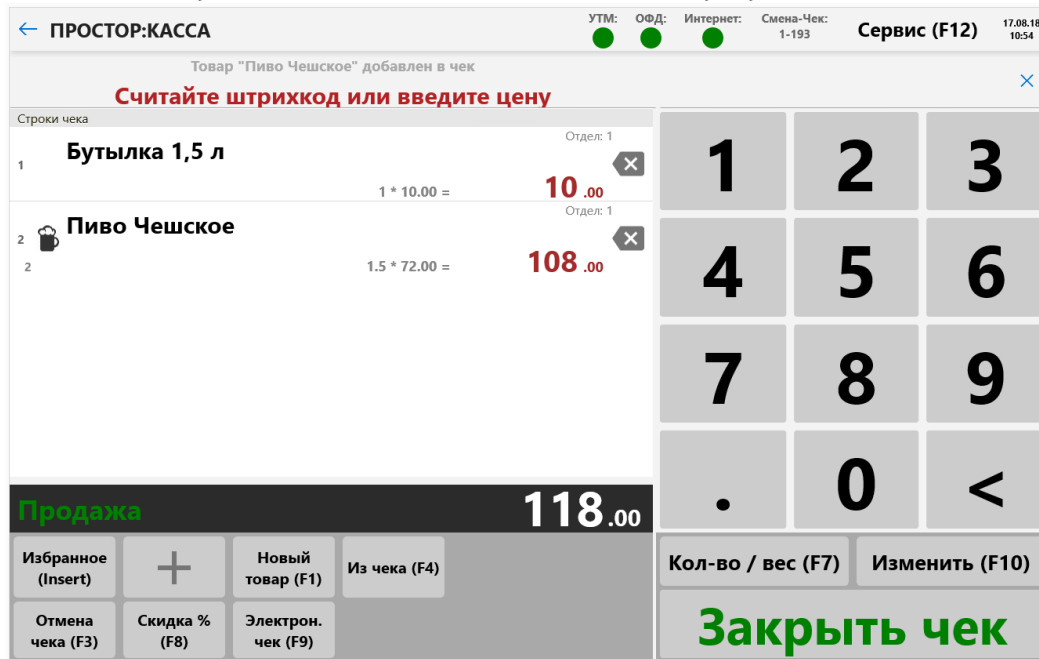 ← ПРОСТОР:КАССА
УТМ: ОФД: Интернет: Смена-Чек: 1-193
Сервис (F12)
17.08.18
10:54
Товар "Пиво Чешское" добавлен в чек
Считайте штрихкод или введите цену
Строки чека
1 Бутылка 1,5 л
Отдел: 1
1 * 10.00 = 10 .00
2 Пиво Чешское
Отдел: 1
2 1.5 * 72.00 = 108 .00
Продажа 118.00
Избранное (Insert)
+
Новый товар (F1)
Из чека (F4)
Отмена чека (F3)
Скидка % (F8)
Электрон. чек (F9)
1 2 3
4 5 6
7 8 9
. 0 <
Кол-во / вес (F7) Изменить (F10)
Закрыть чек